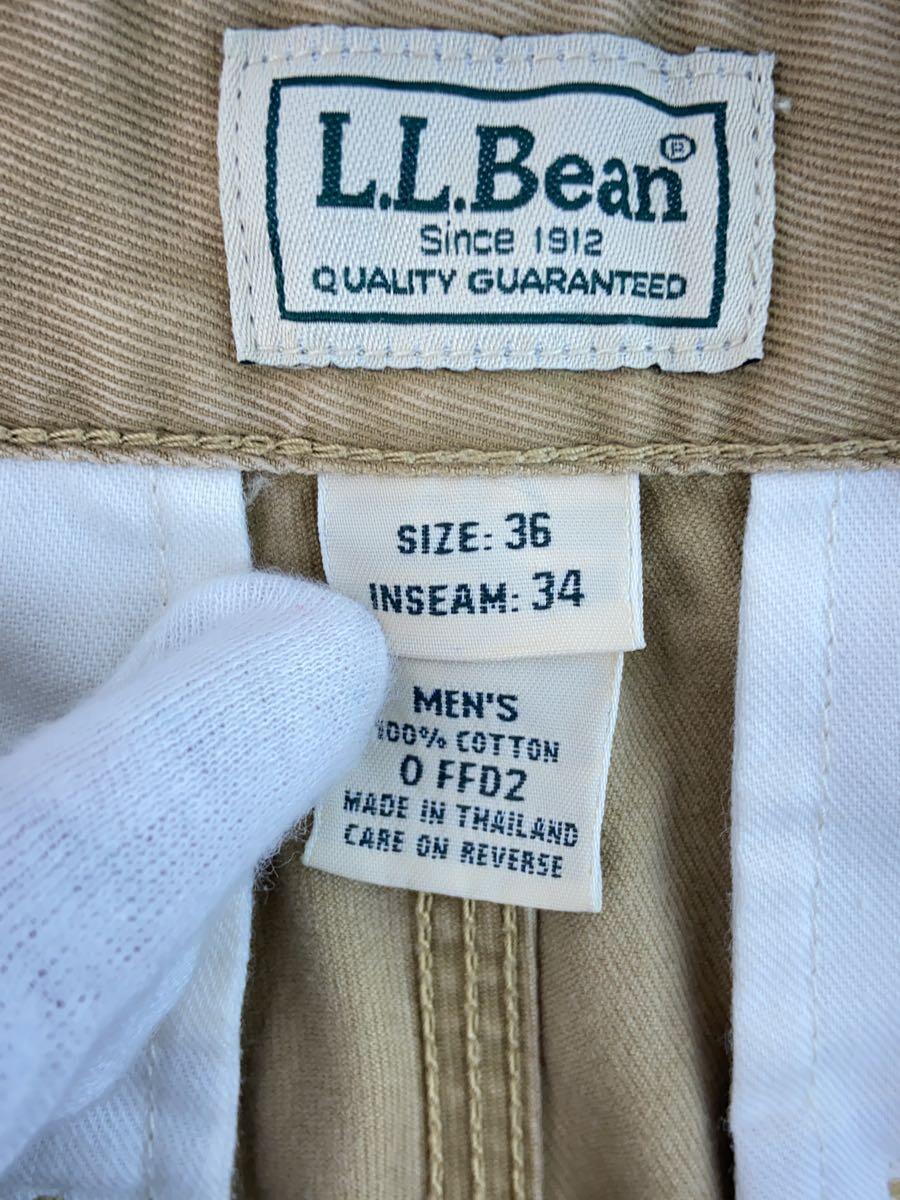 L.L.Bean®
Since 1912
QUALITY GUARANTEED
SIZE: 36
INSEAM: 34
MEN'S
100% COTTON
0 FFD2
MADE IN THAILAND
CARE ON REVERSE